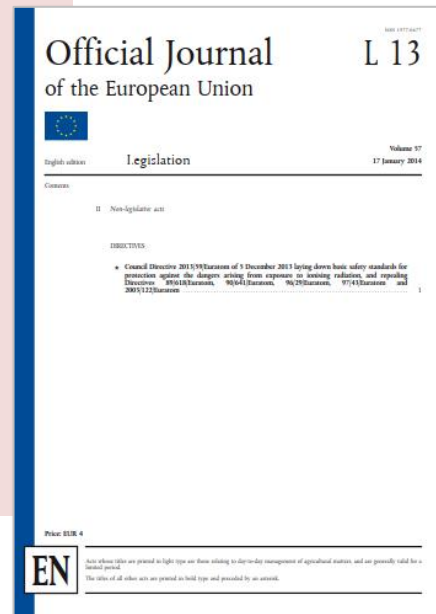 ISSN 1977-0677
Official Journal
L 13
of the European Union
Volume 57
English edition
Legislation
17 January 2014
Contents
II Non-legislative acts
DIRECTIVES
★ Council Directive 2013/59/Euratom of 5 December 2013 laying down basic safety standards for
protection against the dangers arising from exposure to ionising radiation, and repealing
Directives 89/618/Euratom, 90/641/Euratom, 96/29/Euratom, 97/43/Euratom and
2003/122/Euratom 1
Price: EUR 4
EN
Acts whose titles are printed in light type are those relating to day-to-day management of agricultural matters, and are generally valid for a
limited period.
The titles of all other acts are printed in bold type and preceded by an asterisk.